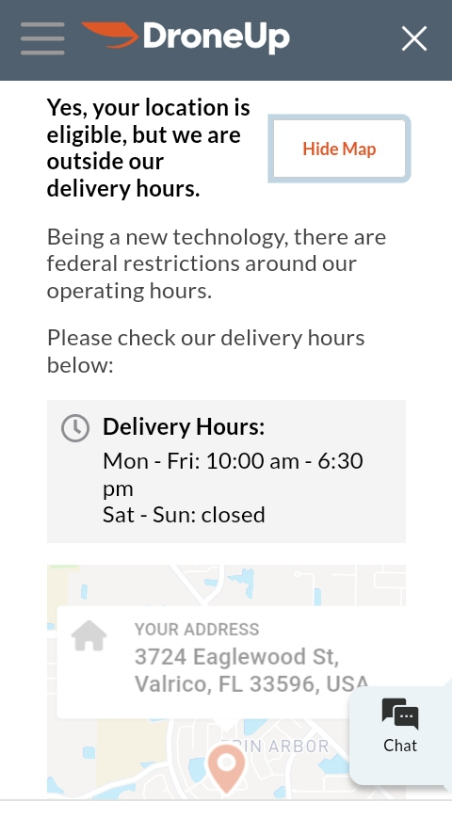 DroneUp
Yes, your location is
eligible, but we are
outside our
delivery hours.
Hide Map
Being a new technology, there are
federal restrictions around our
operating hours.
Please check our delivery hours
below:
Delivery Hours:
Mon - Fri: 10:00 am - 6:30
pm
Sat - Sun: closed
YOUR ADDRESS
3724 Eaglewood St,
Valrico, FL 33596, USA
ARBOR
Chat